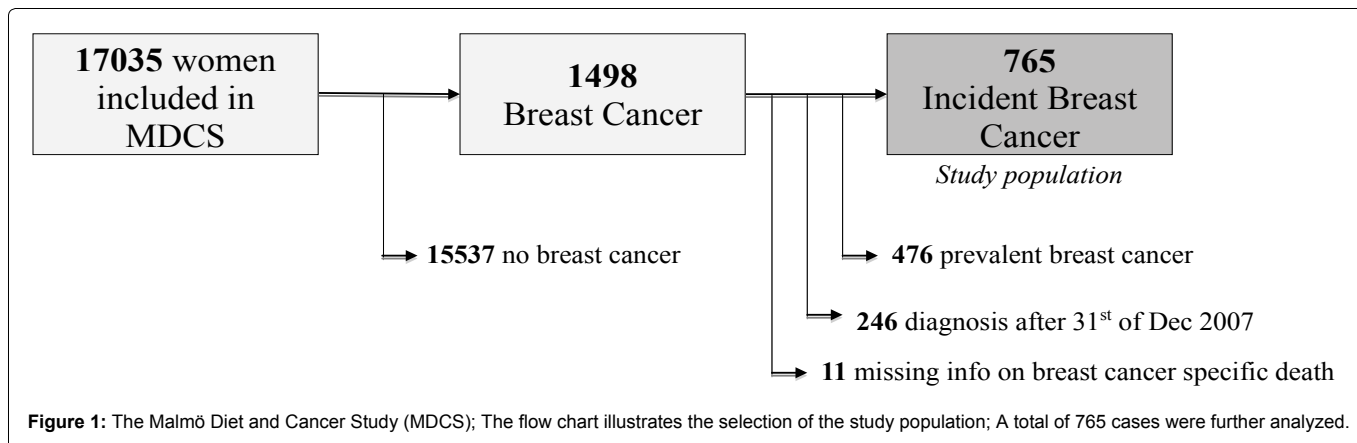 17035 women
included in
MDCS
1498
Breast Cancer
765
Incident Breast
Cancer
Study population
15537 no breast cancer
476 prevalent breast cancer
246 diagnosis after 31st of Dec 2007
11 missing info on breast cancer specific death
Figure 1: The Malmö Diet and Cancer Study (MDCS); The flow chart illustrates the selection of the study population; A total of 765 cases were further analyzed.